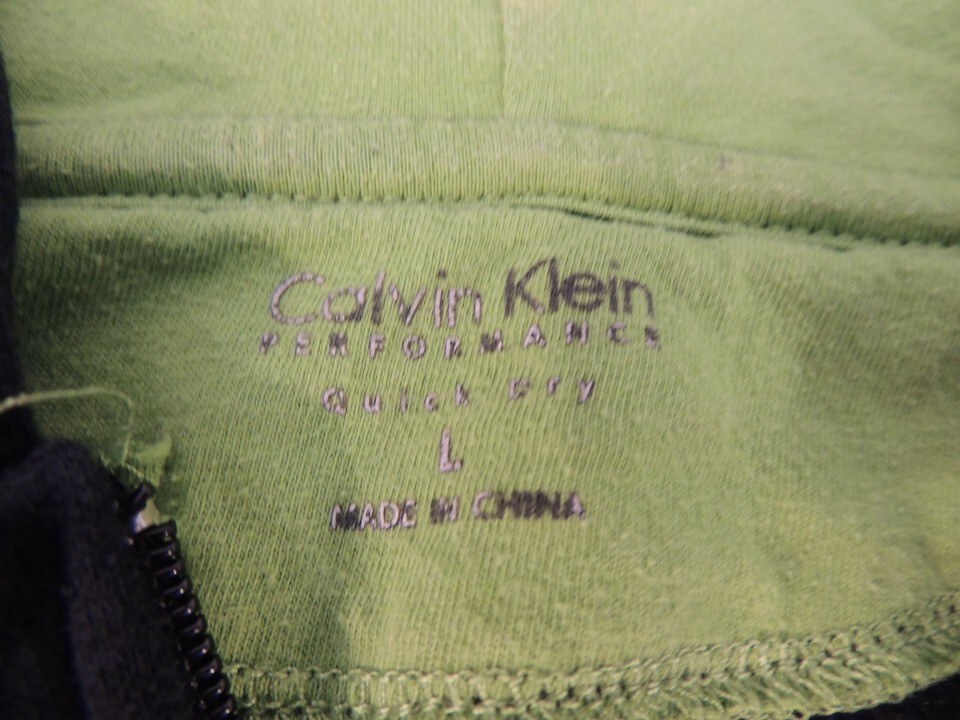 Calvin Klein
PERFORMANCE
Quick Dry
L
MADE IN CHINA